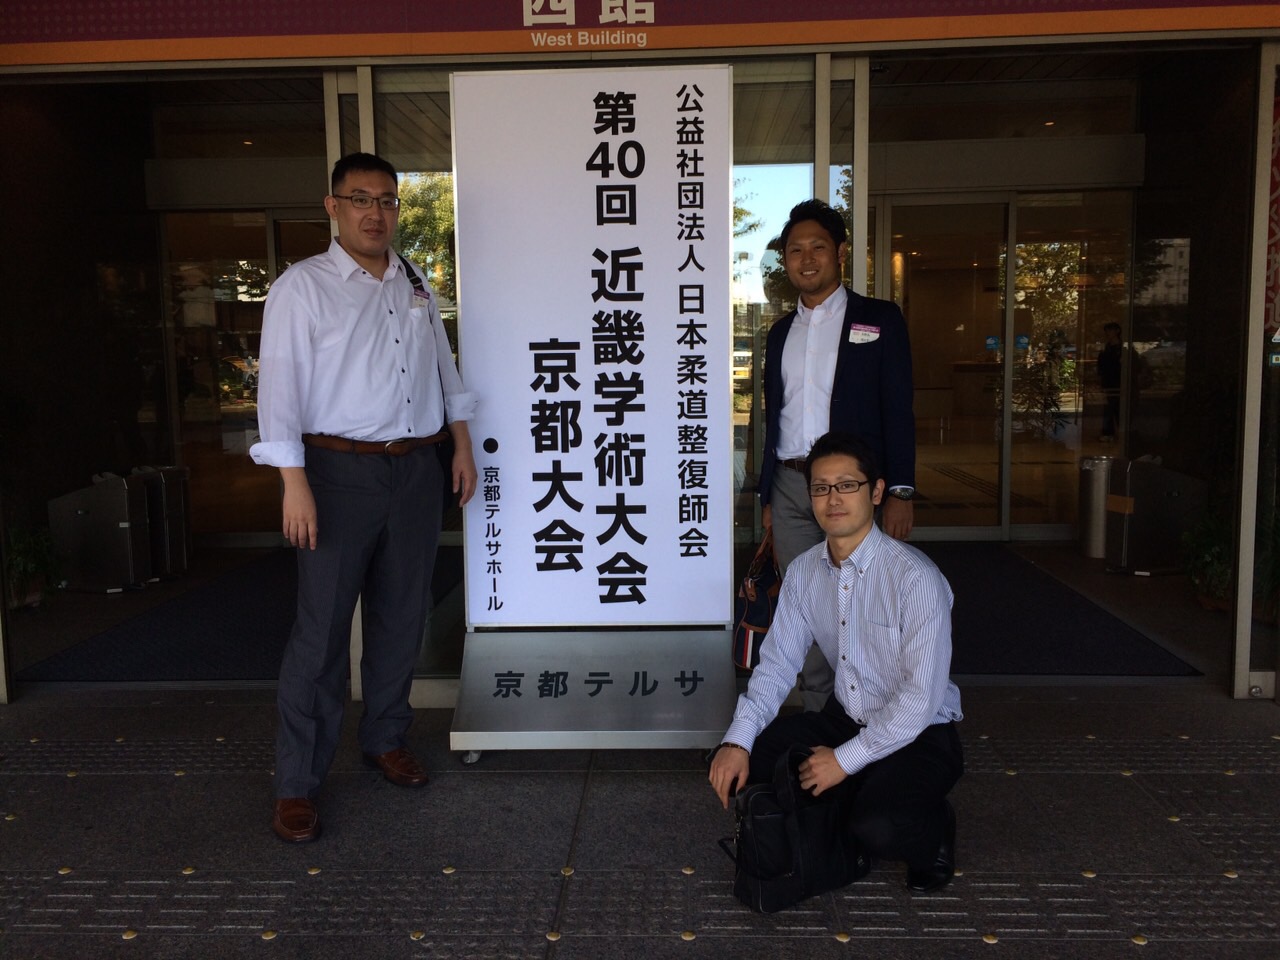 西館
West Building
公益社団法人 日本柔道整復師会
第40回 近畿学術大会
京都大会
● 京都テルサホール
京都テルサ